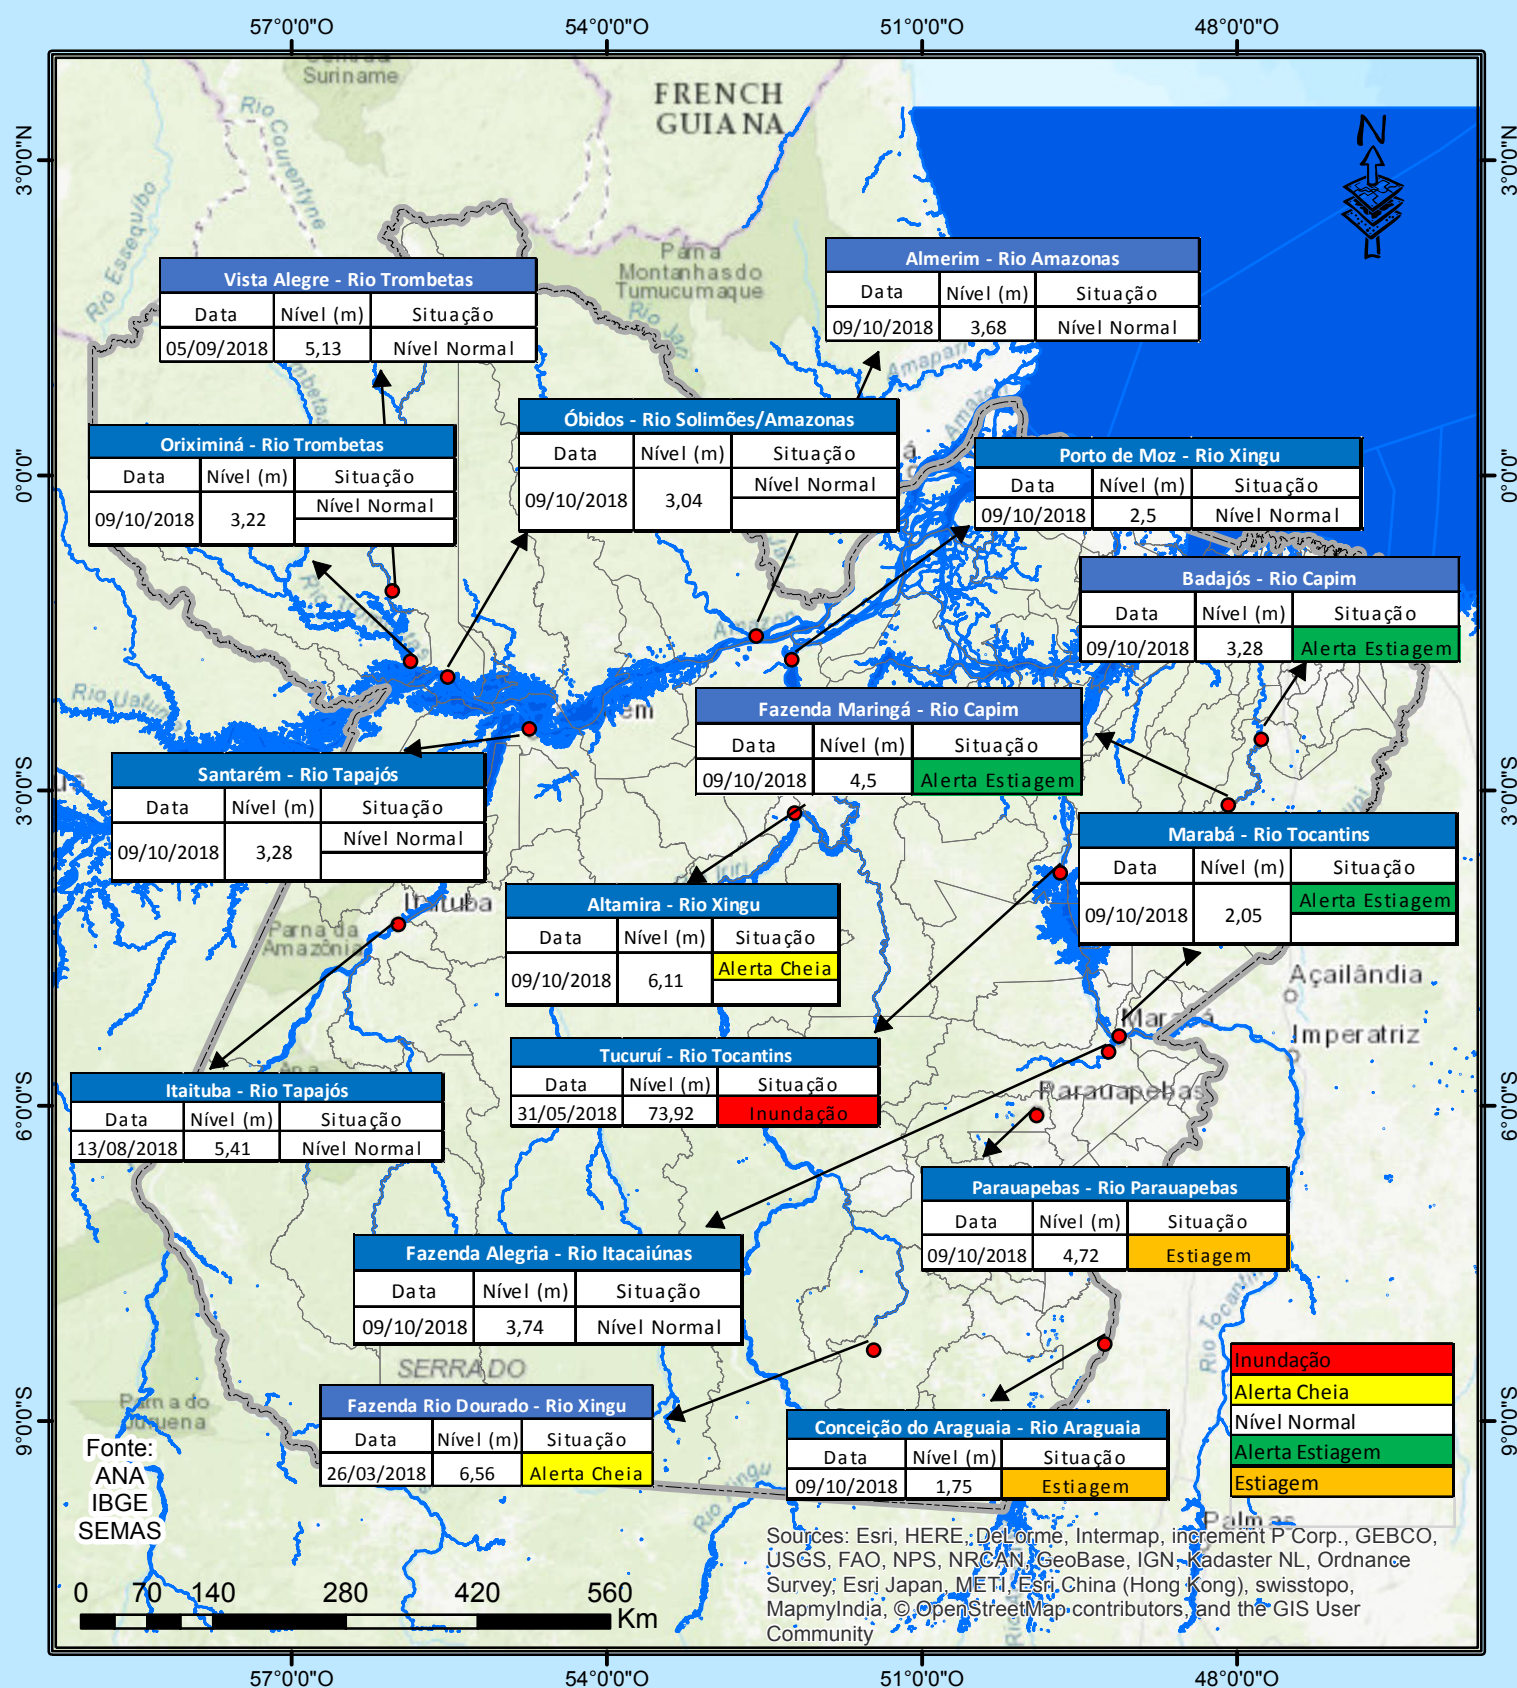 57°0'0"O 54°0'0"O 51°0'0"O 48°0'0"O
3°0'0"N
0°0'0"
3°0'0"S
6°0'0"S
9°0'0"S
3°0'0"N
0°0'0"
3°0'0"S
6°0'0"S
9°0'0"S
Suriname
FRENCH
GUIANA
N
Rio Courentyne
Rio Essequibo
Parna
Montanhas do
Tumucumaque
Rio Jari
Amapari
Vista Alegre - Rio Trombetas
Data Nível (m) Situação
05/09/2018 5,13 Nível Normal
Almerim - Rio Amazonas
Data Nível (m) Situação
09/10/2018 3,68 Nível Normal
Oriximiná - Rio Trombetas
Data Nível (m) Situação
09/10/2018 3,22 Nível Normal
Óbidos - Rio Solimões/Amazonas
Data Nível (m) Situação
09/10/2018 3,04 Nível Normal
Porto de Moz - Rio Xingu
Data Nível (m) Situação
09/10/2018 2,5 Nível Normal
Badajós - Rio Capim
Data Nível (m) Situação
09/10/2018 3,28 Alerta Estiagem
Fazenda Maringá - Rio Capim
Data Nível (m) Situação
09/10/2018 4,5 Alerta Estiagem
Santarém - Rio Tapajós
Data Nível (m) Situação
09/10/2018 3,28 Nível Normal
Marabá - Rio Tocantins
Data Nível (m) Situação
09/10/2018 2,05 Alerta Estiagem
Itaituba
Parna da
Amazônia
Altamira - Rio Xingu
Data Nível (m) Situação
09/10/2018 6,11 Alerta Cheia
Açailândia
Imperatriz
Marabá
Parauapebas
Tucuruí - Rio Tocantins
Data Nível (m) Situação
31/05/2018 73,92 Inundação
Itaituba - Rio Tapajós
Data Nível (m) Situação
13/08/2018 5,41 Nível Normal
Parauapebas - Rio Parauapebas
Data Nível (m) Situação
09/10/2018 4,72 Estiagem
Fazenda Alegria - Rio Itacaiúnas
Data Nível (m) Situação
09/10/2018 3,74 Nível Normal
SERRA DO
Fazenda Rio Dourado - Rio Xingu
Data Nível (m) Situação
26/03/2018 6,56 Alerta Cheia
Conceição do Araguaia - Rio Araguaia
Data Nível (m) Situação
09/10/2018 1,75 Estiagem
Inundação
Alerta Cheia
Nível Normal
Alerta Estiagem
Estiagem
Parna do
Juruena
Rio Xingu
Palmas
Fonte:
ANA
IBGE
SEMAS
0 70 140 280 420 560
Km
Sources: Esri, HERE, DeLorme, Intermap, increment P Corp., GEBCO,
USGS, FAO, NPS, NRCAN, GeoBase, IGN, Kadaster NL, Ordnance
Survey, Esri Japan, METI, Esri China (Hong Kong), swisstopo,
MapmyIndia, © OpenStreetMap contributors, and the GIS User
Community
57°0'0"O 54°0'0"O 51°0'0"O 48°0'0"O